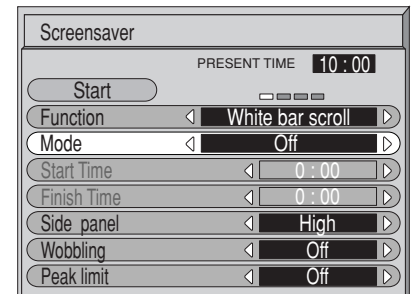 Screensaver
PRESENT TIME 10 : 00
Start
Function White bar scroll
Mode Off
Start Time 0 : 00
Finish Time 0 : 00
Side panel High
Wobbling Off
Peak limit Off